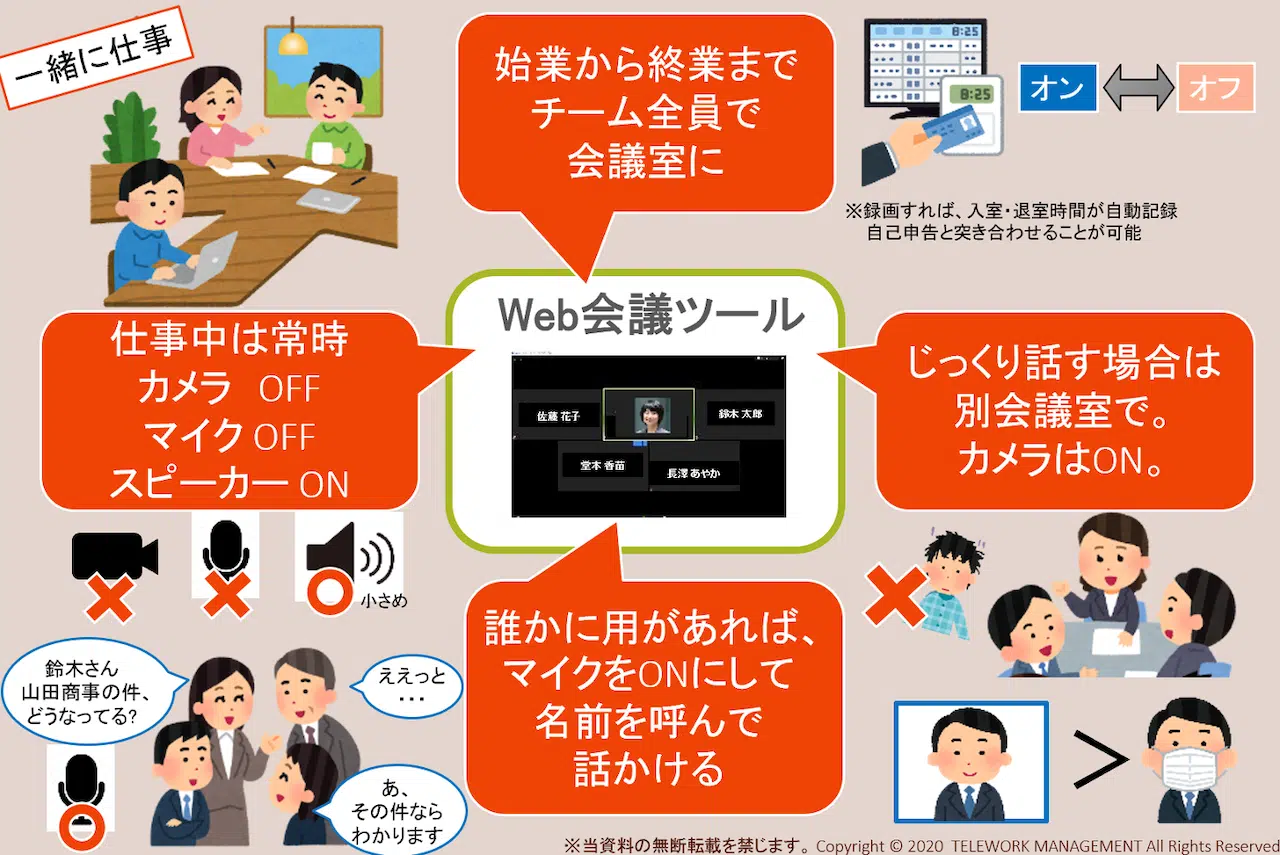 一緒に仕事
始業から終業まで
チーム全員で
会議室に
8:25
8:25
オン
オフ
※録画すれば、入室・退室時間が自動記録
自己申告と突き合わせることが可能
Web会議ツール
佐藤 花子
鈴木 太郎
堂本 香苗
長澤 あやか
仕事中は常時
カメラ OFF
マイク OFF
スピーカー ON
小さめ
じっくり話す場合は
別会議室で。
カメラはON。
誰かに用があれば、
マイクをONにして
名前を呼んで
話かける
鈴木さん
山田商事の件、
どうなってる?
ええっと
・・・
あ、
その件なら
わかります
>
※当資料の無断転載を禁じます。 Copyright © 2020 TELEWORK MANAGEMENT All Rights Reserved